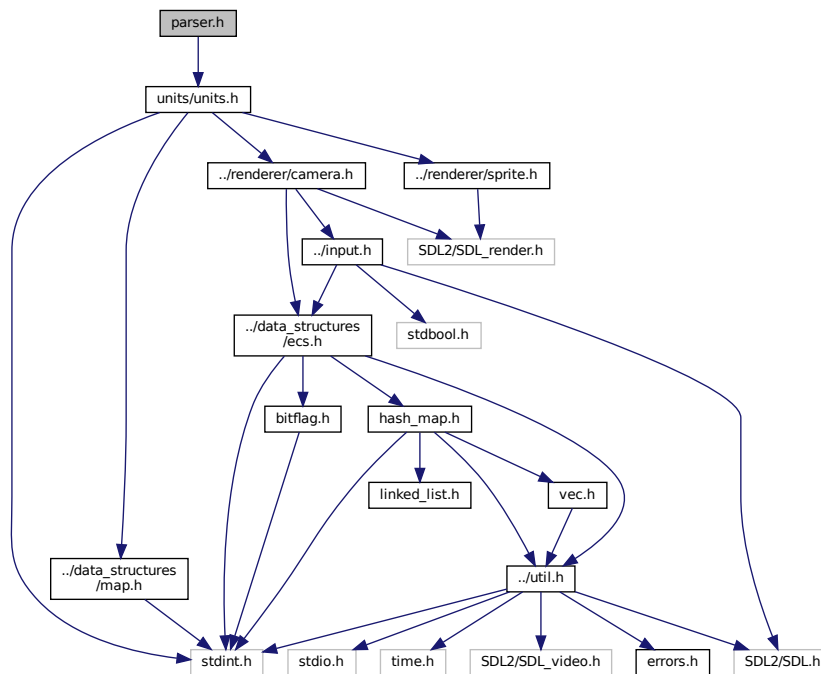 parser.h
units/units.h
../renderer/camera.h
../renderer/sprite.h
../input.h
SDL2/SDL_render.h
../data_structures
/ecs.h
stdbool.h
bitflag.h
hash_map.h
linked_list.h
vec.h
../data_structures
/map.h
../util.h
stdint.h
stdio.h
time.h
SDL2/SDL_video.h
errors.h
SDL2/SDL.h